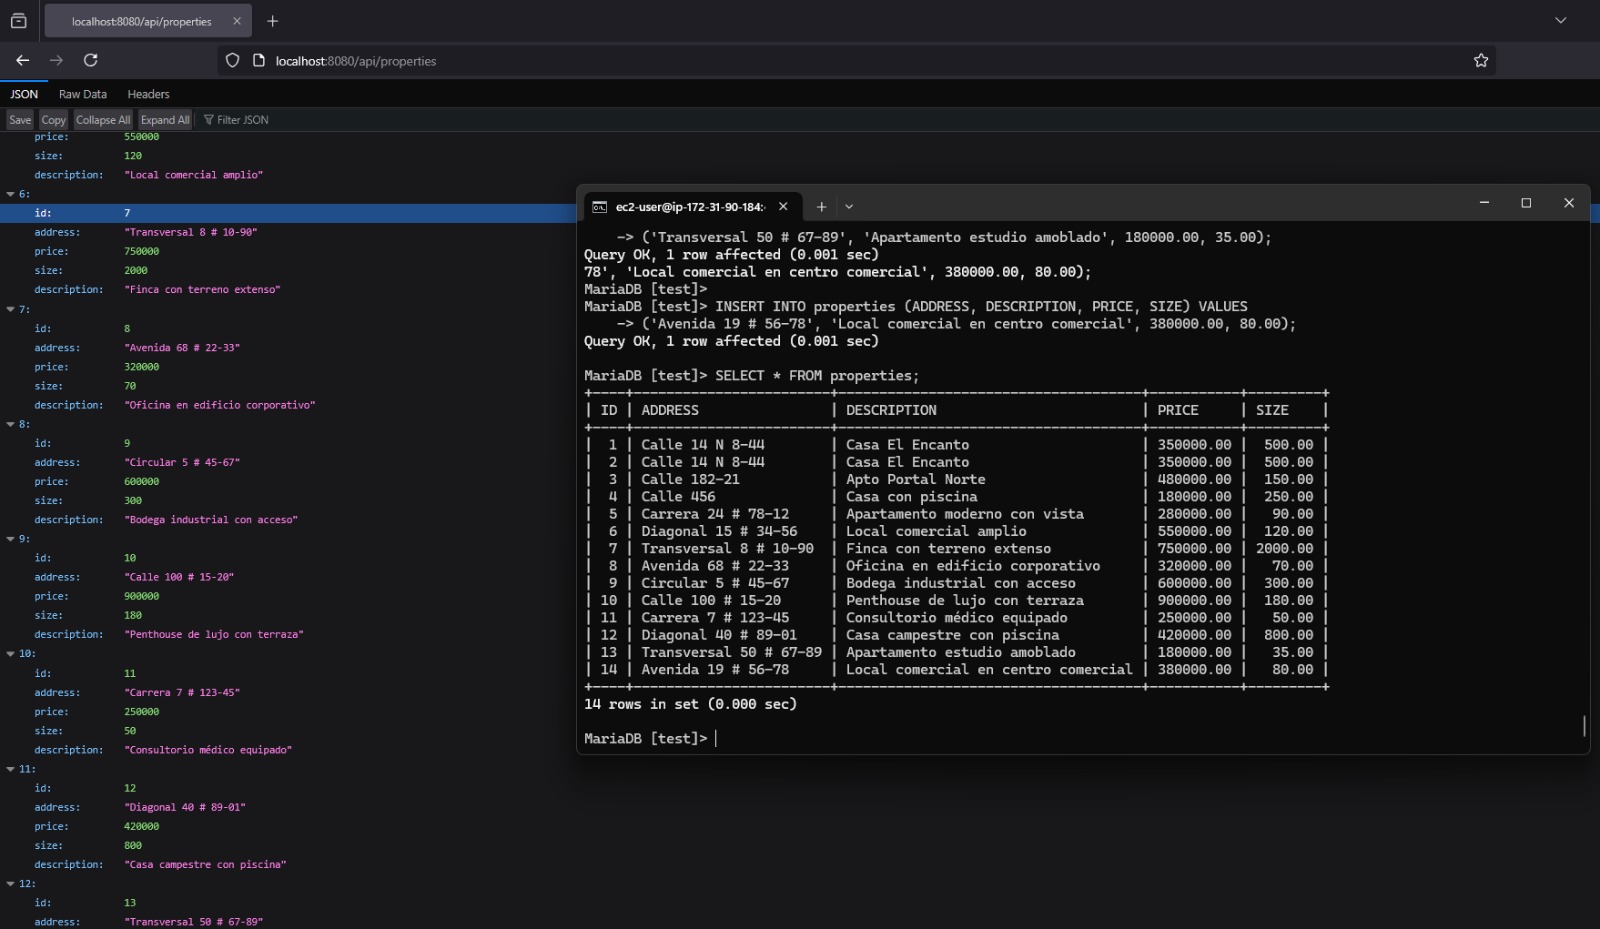 localhost:8080/api/properties
localhost:8080/api/properties
JSON Raw Data Headers
Save Copy Collapse All Expand All Filter JSON
price: 550000
size: 120
description: "Local comercial amplio"
6:
id: 7
address: "Transversal 8 # 10-90"
price: 750000
size: 2000
description: "Finca con terreno extenso"
7:
id: 8
address: "Avenida 68 # 22-33"
price: 320000
size: 70
description: "Oficina en edificio corporativo"
8:
id: 9
address: "Circular 5 # 45-67"
price: 600000
size: 300
description: "Bodega industrial con acceso"
9:
id: 10
address: "Calle 100 # 15-20"
price: 900000
size: 180
description: "Penthouse de lujo con terraza"
10:
id: 11
address: "Carrera 7 # 123-45"
price: 250000
size: 50
description: "Consultorio médico equipado"
11:
id: 12
address: "Diagonal 40 # 89-01"
price: 420000
size: 800
description: "Casa campestre con piscina"
12:
id: 13
address: "Transversal 50 # 67-89"
ec2-user@ip-172-31-90-184:
-> ('Transversal 50 # 67-89', 'Apartamento estudio amoblado', 180000.00, 35.00);
Query OK, 1 row affected (0.001 sec)
78', 'Local comercial en centro comercial', 380000.00, 80.00);
MariaDB [test]>
MariaDB [test]> INSERT INTO properties (ADDRESS, DESCRIPTION, PRICE, SIZE) VALUES
-> ('Avenida 19 # 56-78', 'Local comercial en centro comercial', 380000.00, 80.00);
Query OK, 1 row affected (0.001 sec)
MariaDB [test]> SELECT * FROM properties;
+----+------------------------+-------------------------------------+-----------+---------+
| ID | ADDRESS | DESCRIPTION | PRICE | SIZE |
+----+------------------------+-------------------------------------+-----------+---------+
| 1 | Calle 14 N 8-44 | Casa El Encanto | 350000.00 | 500.00 |
| 2 | Calle 14 N 8-44 | Casa El Encanto | 350000.00 | 500.00 |
| 3 | Calle 182-21 | Apto Portal Norte | 480000.00 | 150.00 |
| 4 | Calle 456 | Casa con piscina | 180000.00 | 250.00 |
| 5 | Carrera 24 # 78-12 | Apartamento moderno con vista | 280000.00 | 90.00 |
| 6 | Diagonal 15 # 34-56 | Local comercial amplio | 550000.00 | 120.00 |
| 7 | Transversal 8 # 10-90 | Finca con terreno extenso | 750000.00 | 2000.00 |
| 8 | Avenida 68 # 22-33 | Oficina en edificio corporativo | 320000.00 | 70.00 |
| 9 | Circular 5 # 45-67 | Bodega industrial con acceso | 600000.00 | 300.00 |
| 10 | Calle 100 # 15-20 | Penthouse de lujo con terraza | 900000.00 | 180.00 |
| 11 | Carrera 7 # 123-45 | Consultorio médico equipado | 250000.00 | 50.00 |
| 12 | Diagonal 40 # 89-01 | Casa campestre con piscina | 420000.00 | 800.00 |
| 13 | Transversal 50 # 67-89 | Apartamento estudio amoblado | 180000.00 | 35.00 |
| 14 | Avenida 19 # 56-78 | Local comercial en centro comercial | 380000.00 | 80.00 |
+----+------------------------+-------------------------------------+-----------+---------+
14 rows in set (0.000 sec)
MariaDB [test]>